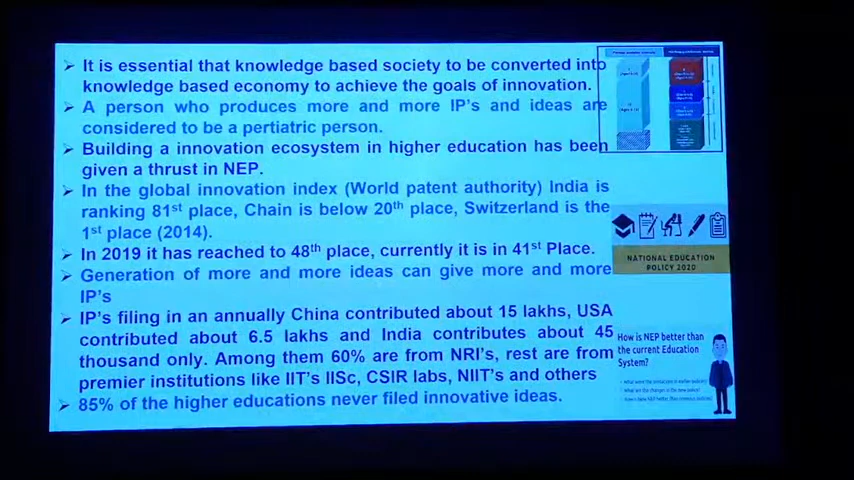 ➢ It is essential that knowledge based society to be converted into
knowledge based economy to achieve the goals of innovation.
➢ A person who produces more and more IP's and ideas are
considered to be a pertiatric person.
➢ Building a innovation ecosystem in higher education has been
given a thrust in NEP.
➢ In the global innovation index (World patent authority) India is
ranking 81st place, Chain is below 20th place, Switzerland is the
1st place (2014).
➢ In 2019 it has reached to 48th place, currently it is in 41st Place.
➢ Generation of more and more ideas can give more and more
IP's
➢ IP's filing in an annually China contributed about 15 lakhs, USA
contributed about 6.5 lakhs and India contributes about 45
thousand only. Among them 60% are from NRI's, rest are from
premier institutions like IIT's IISc, CSIR labs, NIIT's and others
➢ 85% of the higher educations never filed innovative ideas.
NATIONAL EDUCATION
POLICY 2020
How is NEP better than
the current Education
System?